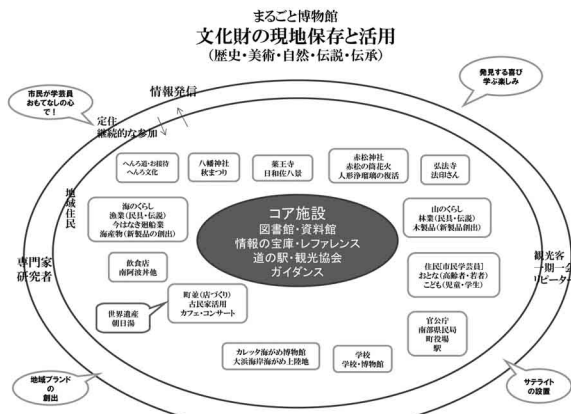 まるごと博物館
文化財の現地保存と活用
(歴史・美術・自然・伝説・伝承)
市民が学芸員
おもてなしの心
で!
情報発信
発見する喜び
学ぶ楽しみ
定住
継続的な参加
へんろ道・お接待
へんろ文化
八幡神社
秋まつり
薬王寺
日和佐八景
赤松神社
赤松の筒花火
人形浄瑠璃の復活
弘法寺
法印さん
地域住民
海のくらし
漁業(民具・伝説)
今はなき廻船業
海産物(新製品の創出)
コア施設
図書館・資料館
情報の宝庫・レファレンス
道の駅・観光協会
ガイダンス
山のくらし
林業(民具・伝説)
木製品(新製品創出)
専門家
研究者
飲食店
南阿波丼他
住民[市民学芸員]
おとな(高齢者・若者)
こども(児童・学生)
観光客
一期一会
リピーター
世界遺産
朝日湯
町並(店づくり)
古民家活用
カフェ・コンサート
官公庁
南部県民局
町役場
駅
カレッタ海がめ博物館
大浜海岸海がめ上陸地
学校
学校・博物館
地域ブランド
の
創出
サテライト
の設置